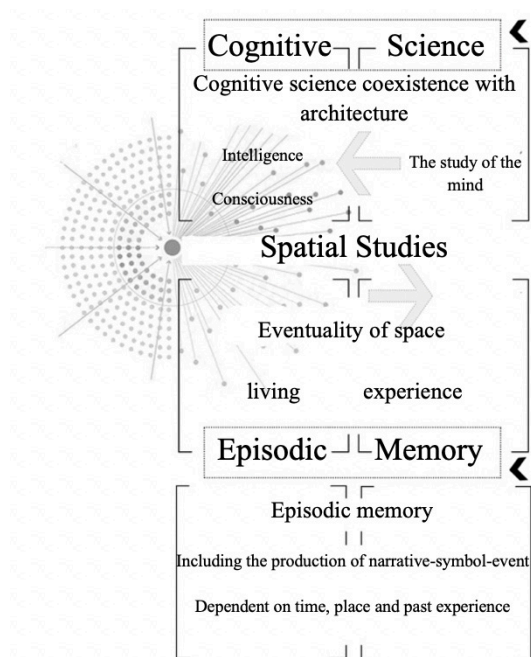 Cognitive Science
Cognitive science coexistence with
architecture
Intelligence
The study of the
mind
Consciousness
Spatial Studies
Eventuality of space
living experience
Episodic Memory
Episodic memory
Including the production of narrative-symbol-event
Dependent on time, place and past experience